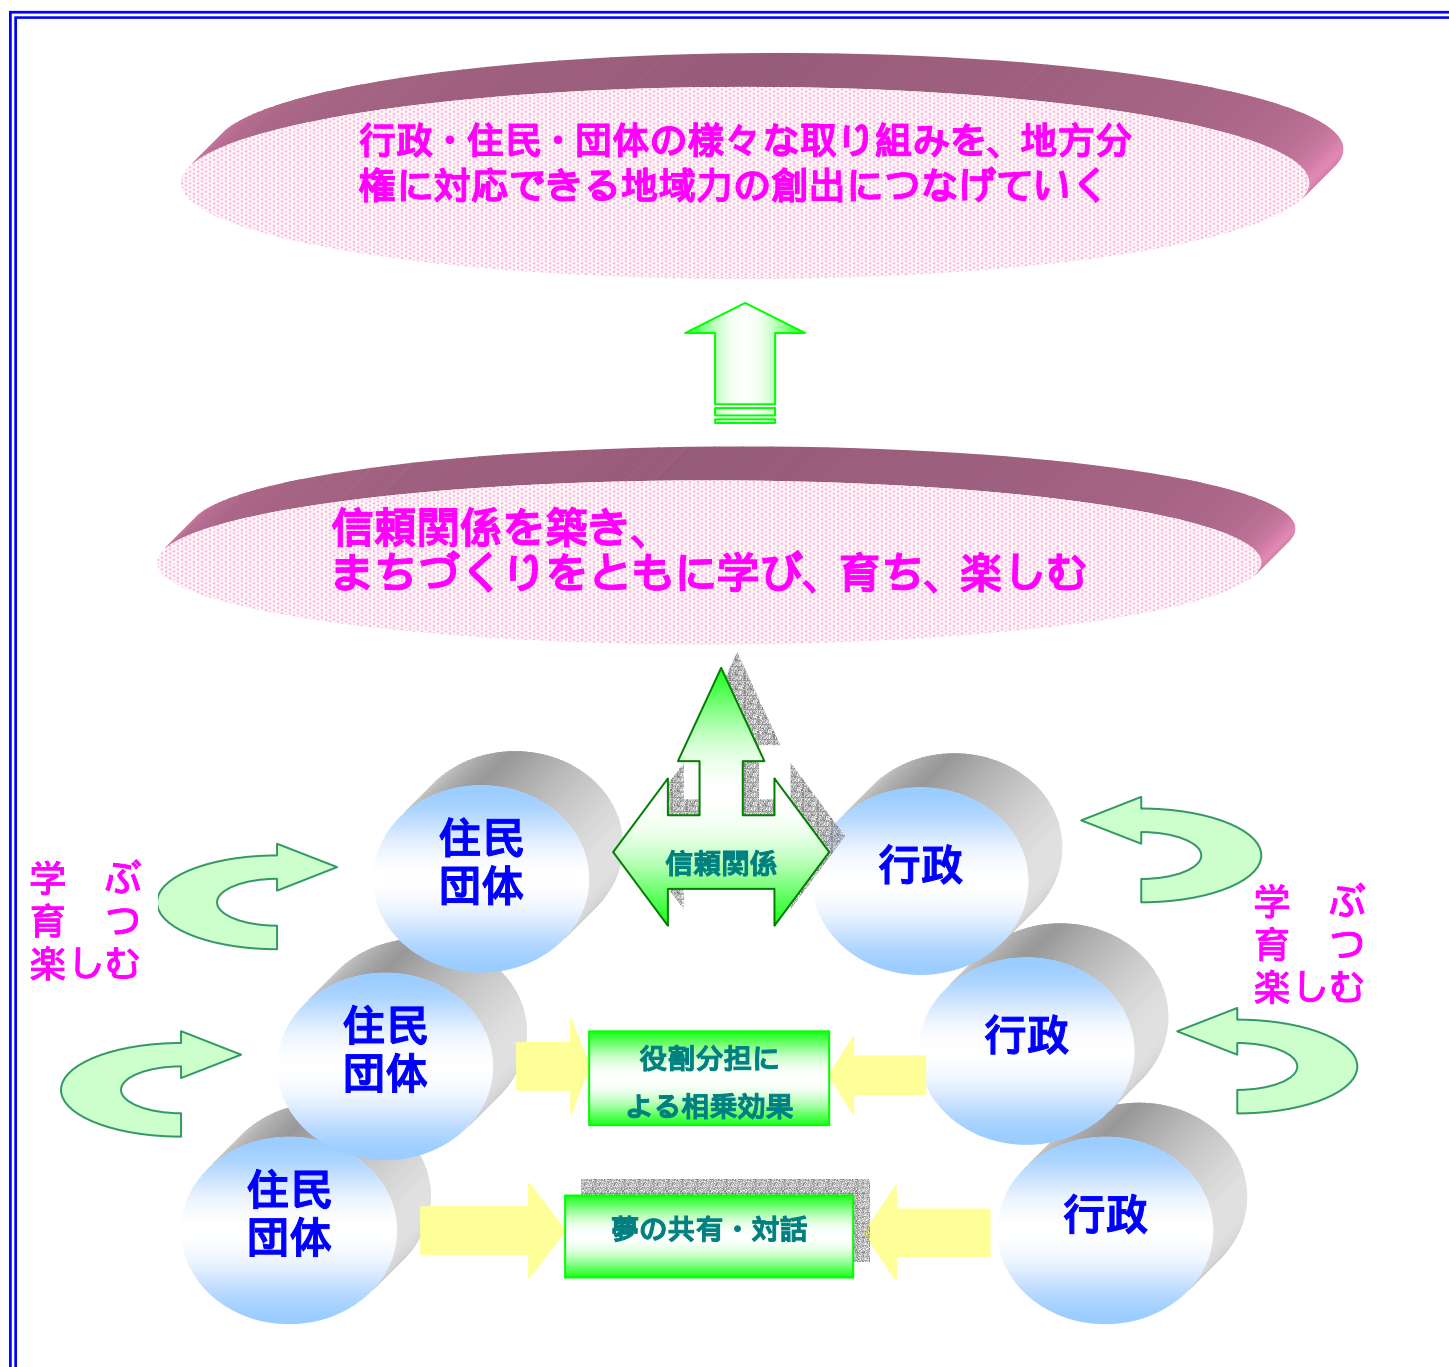 行政・住民・団体の様々な取り組みを、地方分
権に対応できる地域力の創出につなげていく
信頼関係を築き、
まちづくりをともに学び、育ち、楽しむ
住民
団体
信頼関係
行政
学　ぶ
育　つ
楽しむ
学　ぶ
育　つ
楽しむ
住民
団体
役割分担に
よる相乗効果
行政
住民
団体
夢の共有・対話
行政